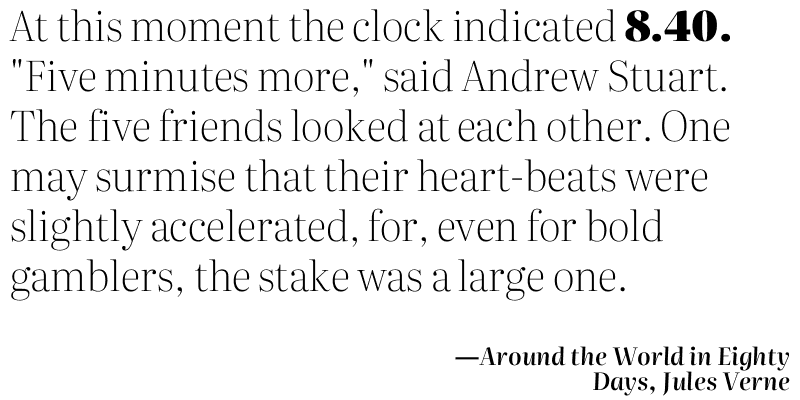 At this moment the clock indicated 8.40.
"Five minutes more," said Andrew Stuart.
The five friends looked at each other. One
may surmise that their heart-beats were
slightly accelerated, for, even for bold
gamblers, the stake was a large one.
—Around the World in Eighty
Days, Jules Verne